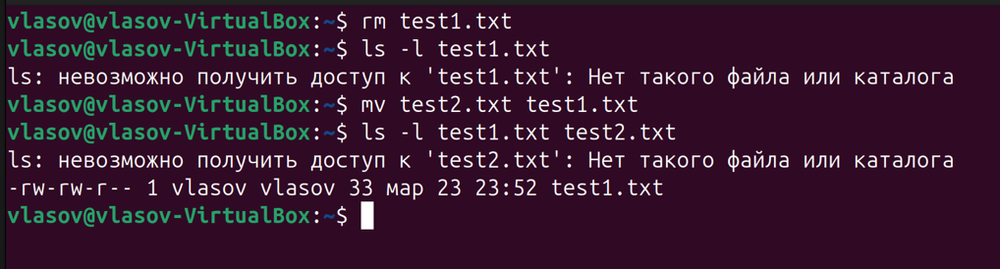 vlasov@vlasov-VirtualBox:~$ rm test1.txt
vlasov@vlasov-VirtualBox:~$ ls -l test1.txt
ls: невозможно получить доступ к 'test1.txt': Нет такого файла или каталога
vlasov@vlasov-VirtualBox:~$ mv test2.txt test1.txt
vlasov@vlasov-VirtualBox:~$ ls -l test1.txt test2.txt
ls: невозможно получить доступ к 'test2.txt': Нет такого файла или каталога
-rw-rw-r-- 1 vlasov vlasov 33 мар 23 23:52 test1.txt
vlasov@vlasov-VirtualBox:~$